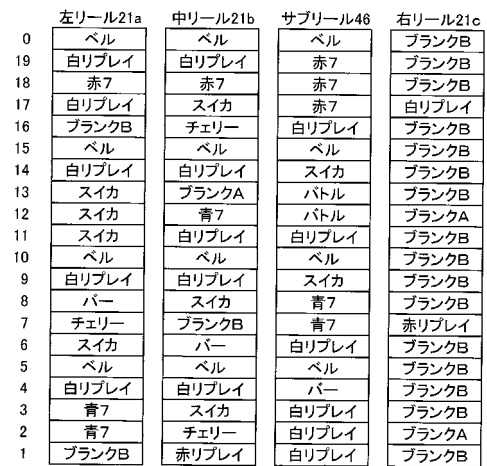 左リール21a 中リール21b サブリール46 右リール21c
0 ベル ベル ベル ブランクB
19 白リプレイ 白リプレイ 赤7 ブランクB
18 赤7 赤7 赤7 ブランクB
17 白リプレイ スイカ 赤7 白リプレイ
16 ブランクB チェリー 白リプレイ ブランクB
15 ベル ベル ベル ブランクB
14 白リプレイ 白リプレイ スイカ ブランクB
13 スイカ ブランクA バトル ブランクB
12 スイカ 青7 バトル ブランクA
11 スイカ 白リプレイ 白リプレイ ブランクB
10 ベル ベル ベル ブランクB
9 白リプレイ 白リプレイ スイカ ブランクB
8 バー スイカ 青7 ブランクB
7 チェリー ブランクB 青7 赤リプレイ
6 スイカ バー 白リプレイ ブランクB
5 ベル ベル ベル ブランクB
4 白リプレイ 白リプレイ バー ブランクB
3 青7 スイカ 白リプレイ ブランクB
2 青7 チェリー 白リプレイ ブランクA
1 ブランクB 赤リプレイ 白リプレイ ブランクB